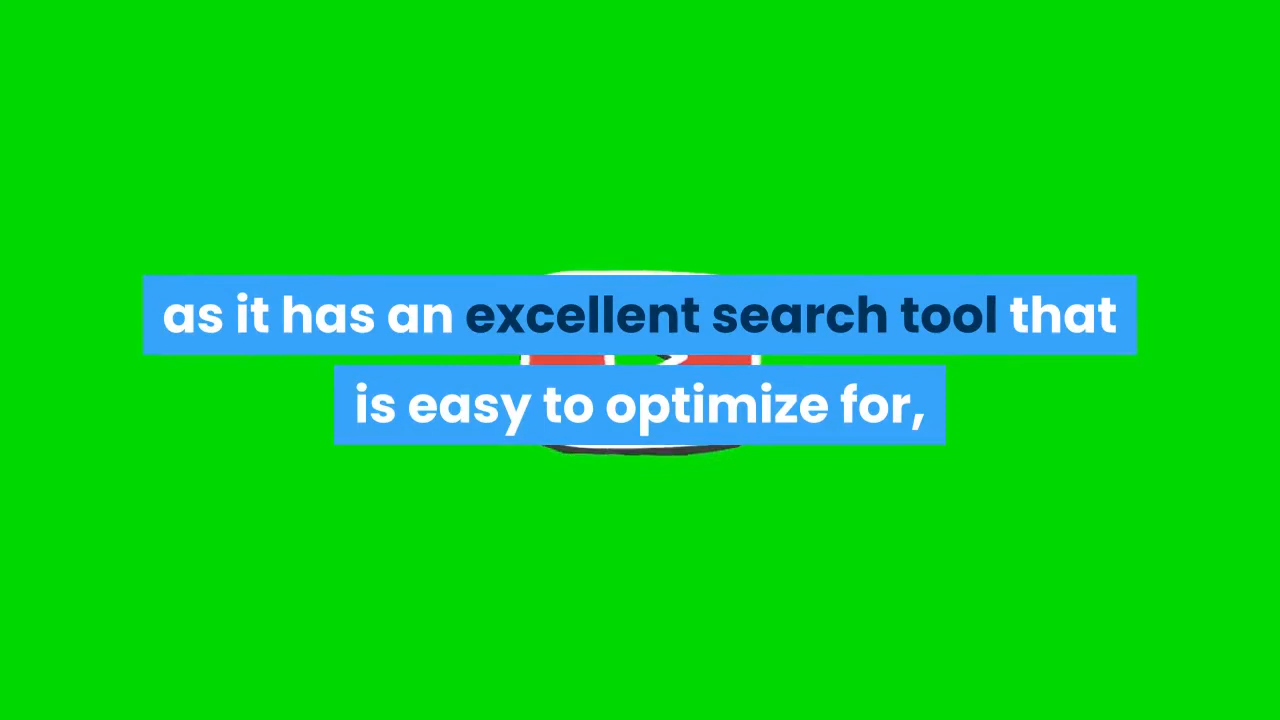 as it has an excellent search tool that
is easy to optimize for,